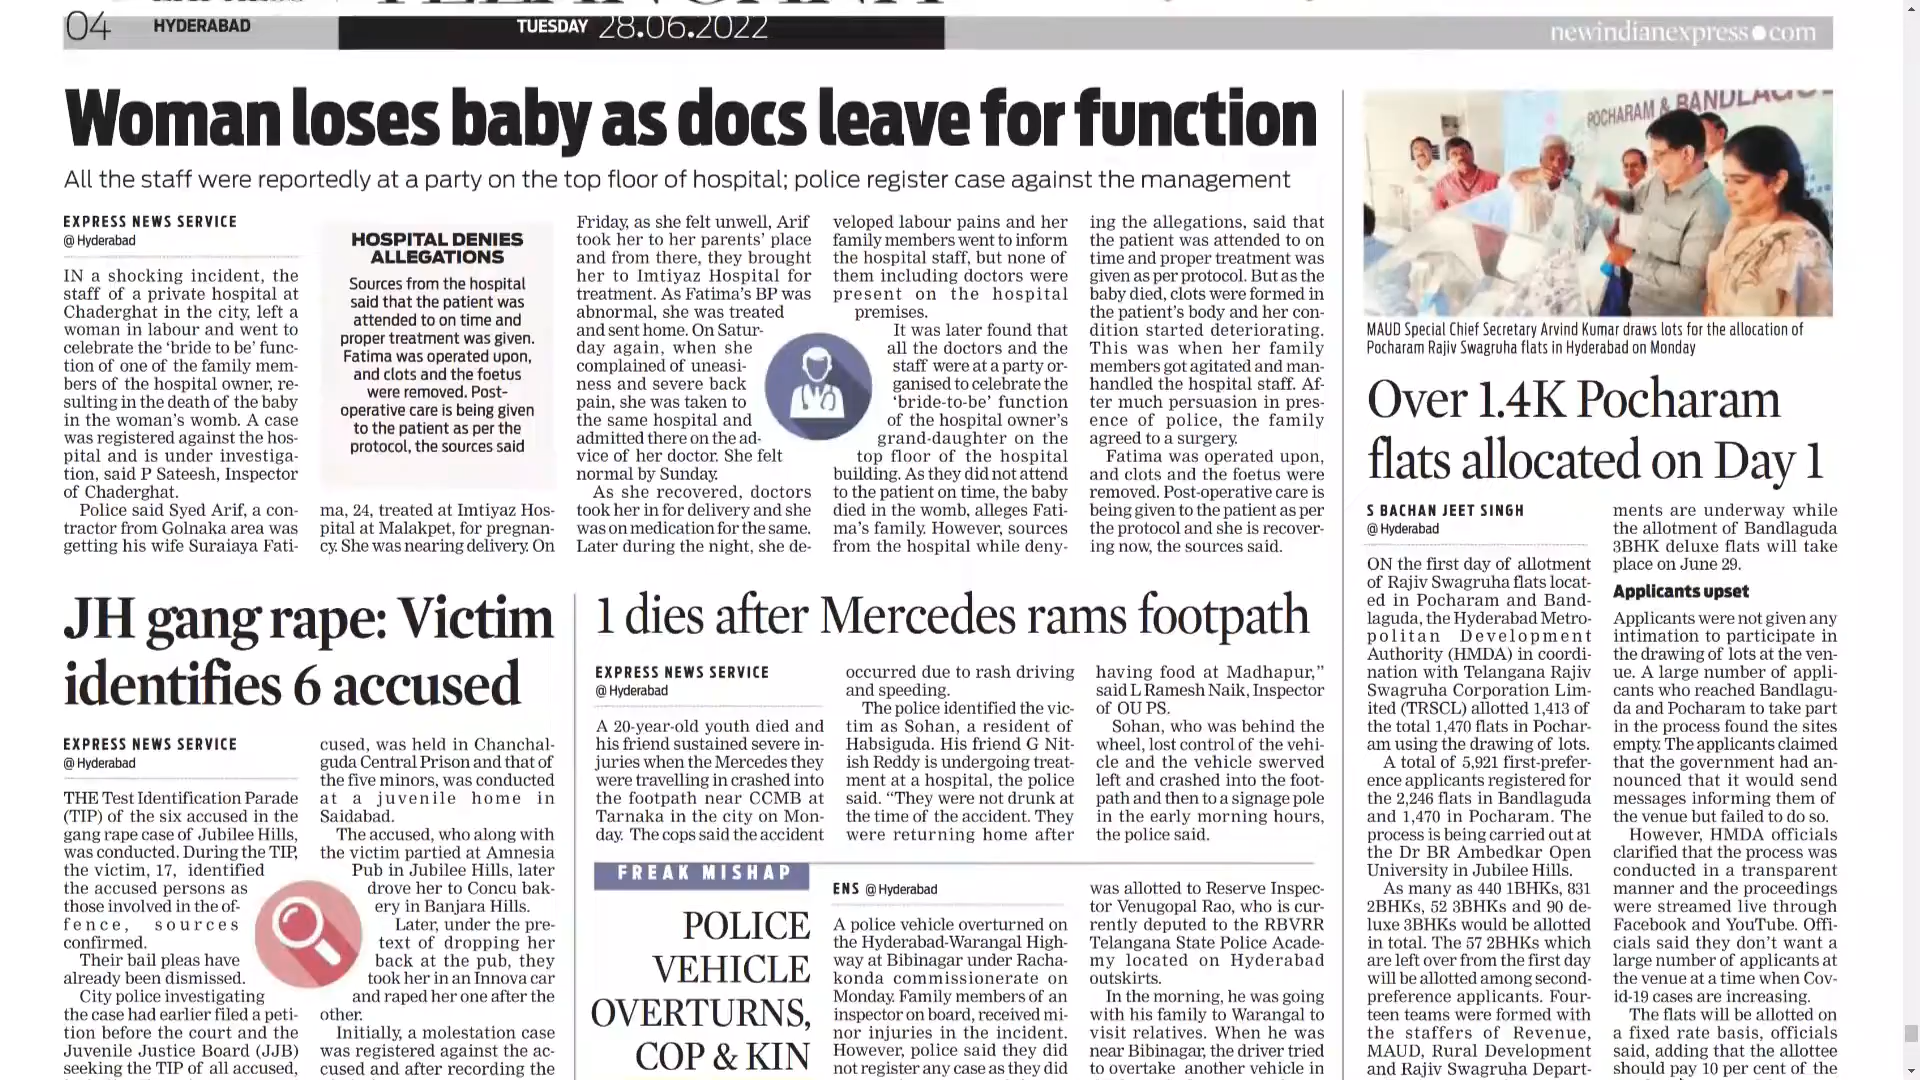 04
HYDERABAD
TUESDAY 28.06.2022
newindianexpress●com
Woman loses baby as docs leave for function
All the staff were reportedly at a party on the top floor of hospital; police register case against the management
EXPRESS NEWS SERVICE
@ Hyderabad
IN a shocking incident, the
staff of a private hospital at
Chaderghat in the city, left a
woman in labour and went to
celebrate the ‘bride to be’ func-
tion of one of the family mem-
bers of the hospital owner, re-
sulting in the death of the baby
in the woman’s womb. A case
was registered against the hos-
pital and is under investiga-
tion, said P Sateesh, Inspector
of Chaderghat.
Police said Syed Arif, a con-
tractor from Golnaka area was
getting his wife Suraiaya Fati-
HOSPITAL DENIES
ALLEGATIONS
Sources from the hospital
said that the patient was
attended to on time and
proper treatment was given.
Fatima was operated upon,
and clots and the foetus
were removed. Post-
operative care is being given
to the patient as per the
protocol, the sources said
ma, 24, treated at Imtiyaz Hos-
pital at Malakpet, for pregnan-
cy. She was nearing delivery. On
Friday, as she felt unwell, Arif
took her to her parents’ place
and from there, they brought
her to Imtiyaz Hospital for
treatment. As Fatima’s BP was
abnormal, she was treated
and sent home. On Satur-
day again, when she
complained of uneasi-
ness and severe back
pain, she was taken to
the same hospital and
admitted there on the ad-
vice of her doctor. She felt
normal by Sunday.
As she recovered, doctors
took her in for delivery and she
was on medication for the same.
Later during the night, she de-
veloped labour pains and her
family members went to inform
the hospital staff, but none of
them including doctors were
present on the hospital
premises.
It was later found that
all the doctors and the
staff were at a party or-
ganised to celebrate the
‘bride-to-be’ function
of the hospital owner’s
grand-daughter on the
top floor of the hospital
building. As they did not attend
to the patient on time, the baby
died in the womb, alleges Fati-
ma’s family. However, sources
from the hospital while deny-
ing the allegations, said that
the patient was attended to on
time and proper treatment was
given as per protocol. But as the
baby died, clots were formed in
the patient’s body and her con-
dition started deteriorating.
This was when her family
members got agitated and man-
handled the hospital staff. Af-
ter much persuasion in pres-
ence of police, the family
agreed to a surgery.
Fatima was operated upon,
and clots and the foetus were
removed. Post-operative care is
being given to the patient as per
the protocol and she is recover-
ing now, the sources said.
POCHARAM & BANDLAGU
MAUD Special Chief Secretary Arvind Kumar draws lots for the allocation of
Pocharam Rajiv Swagruha flats in Hyderabad on Monday
Over 1.4K Pocharam
flats allocated on Day 1
S BACHAN JEET SINGH
@ Hyderabad
ON the first day of allotment
of Rajiv Swagruha flats locat-
ed in Pocharam and Band-
laguda, the Hyderabad Metro-
politan Development
Authority (HMDA) in coordi-
nation with Telangana Rajiv
Swagruha Corporation Lim-
ited (TRSCL) allotted 1,413 of
the total 1,470 flats in Pochar-
am using the drawing of lots.
A total of 5,921 first-prefer-
ence applicants registered for
the 2,246 flats in Bandlaguda
and 1,470 in Pocharam. The
process is being carried out at
the Dr BR Ambedkar Open
University in Jubilee Hills.
As many as 440 1BHKs, 831
2BHKs, 52 3BHKs and 90 de-
luxe 3BHKs would be allotted
in total. The 57 2BHKs which
are left over from the first day
will be allotted among second-
preference applicants. Four-
teen teams were formed with
the staffers of Revenue,
MAUD, Rural Development
and Rajiv Swagruha Depart-
ments are underway while
the allotment of Bandlaguda
3BHK deluxe flats will take
place on June 29.
Applicants upset
Applicants were not given any
intimation to participate in
the drawing of lots at the ven-
ue. A large number of appli-
cants who reached Bandlagu-
da and Pocharam to take part
in the process found the sites
empty. The applicants claimed
that the government had an-
nounced that it would send
messages informing them of
the venue but failed to do so.
However, HMDA officials
clarified that the process was
conducted in a transparent
manner and the proceedings
were streamed live through
Facebook and YouTube. Offi-
cials said they don’t want a
large number of applicants at
the venue at a time when Cov-
id-19 cases are increasing.
The flats will be allotted on
a fixed rate basis, officials
said, adding that the allottee
should pay 10 per cent of the
JH gang rape: Victim
identifies 6 accused
EXPRESS NEWS SERVICE
@ Hyderabad
THE Test Identification Parade
(TIP) of the six accused in the
gang rape case of Jubilee Hills,
was conducted. During the TIP,
the victim, 17, identified
the accused persons as
those involved in the of-
fence, sources
confirmed.
Their bail pleas have
already been dismissed.
City police investigating
the case had earlier filed a peti-
tion before the court and the
Juvenile Justice Board (JJB)
seeking the TIP of all accused,
cused, was held in Chanchal-
guda Central Prison and that of
the five minors, was conducted
at a juvenile home in
Saidabad.
The accused, who along with
the victim partied at Amnesia
Pub in Jubilee Hills, later
drove her to Concu bak-
ery in Banjara Hills.
Later, under the pre-
text of dropping her
back at the pub, they
took her in an Innova car
and raped her one after the
other.
Initially, a molestation case
was registered against the ac-
cused and after recording the
1 dies after Mercedes rams footpath
EXPRESS NEWS SERVICE
@ Hyderabad
A 20-year-old youth died and
his friend sustained severe in-
juries when the Mercedes they
were travelling in crashed into
the footpath near CCMB at
Tarnaka in the city on Mon-
day. The cops said the accident
occurred due to rash driving
and speeding.
The police identified the vic-
tim as Sohan, a resident of
Habsiguda. His friend G Nit-
ish Reddy is undergoing treat-
ment at a hospital, the police
said. “They were not drunk at
the time of the accident. They
were returning home after
having food at Madhapur,”
said L Ramesh Naik, Inspector
of OU PS.
Sohan, who was behind the
wheel, lost control of the vehi-
cle and the vehicle swerved
left and crashed into the foot-
path and then to a signage pole
in the early morning hours,
the police said.
FREAK MISHAP
POLICE
VEHICLE
OVERTURNS,
COP & KIN
ENS @ Hyderabad
A police vehicle overturned on
the Hyderabad-Warangal High-
way at Bibinagar under Racha-
konda commissionerate on
Monday. Family members of an
inspector on board, received mi-
nor injuries in the incident.
However, police said they did
not register any case as they did
was allotted to Reserve Inspec-
tor Venugopal Rao, who is cur-
rently deputed to the RBVRR
Telangana State Police Acade-
my located on Hyderabad
outskirts.
In the morning, he was going
with his family to Warangal to
visit relatives. When he was
near Bibinagar, the driver tried
to overtake another vehicle in